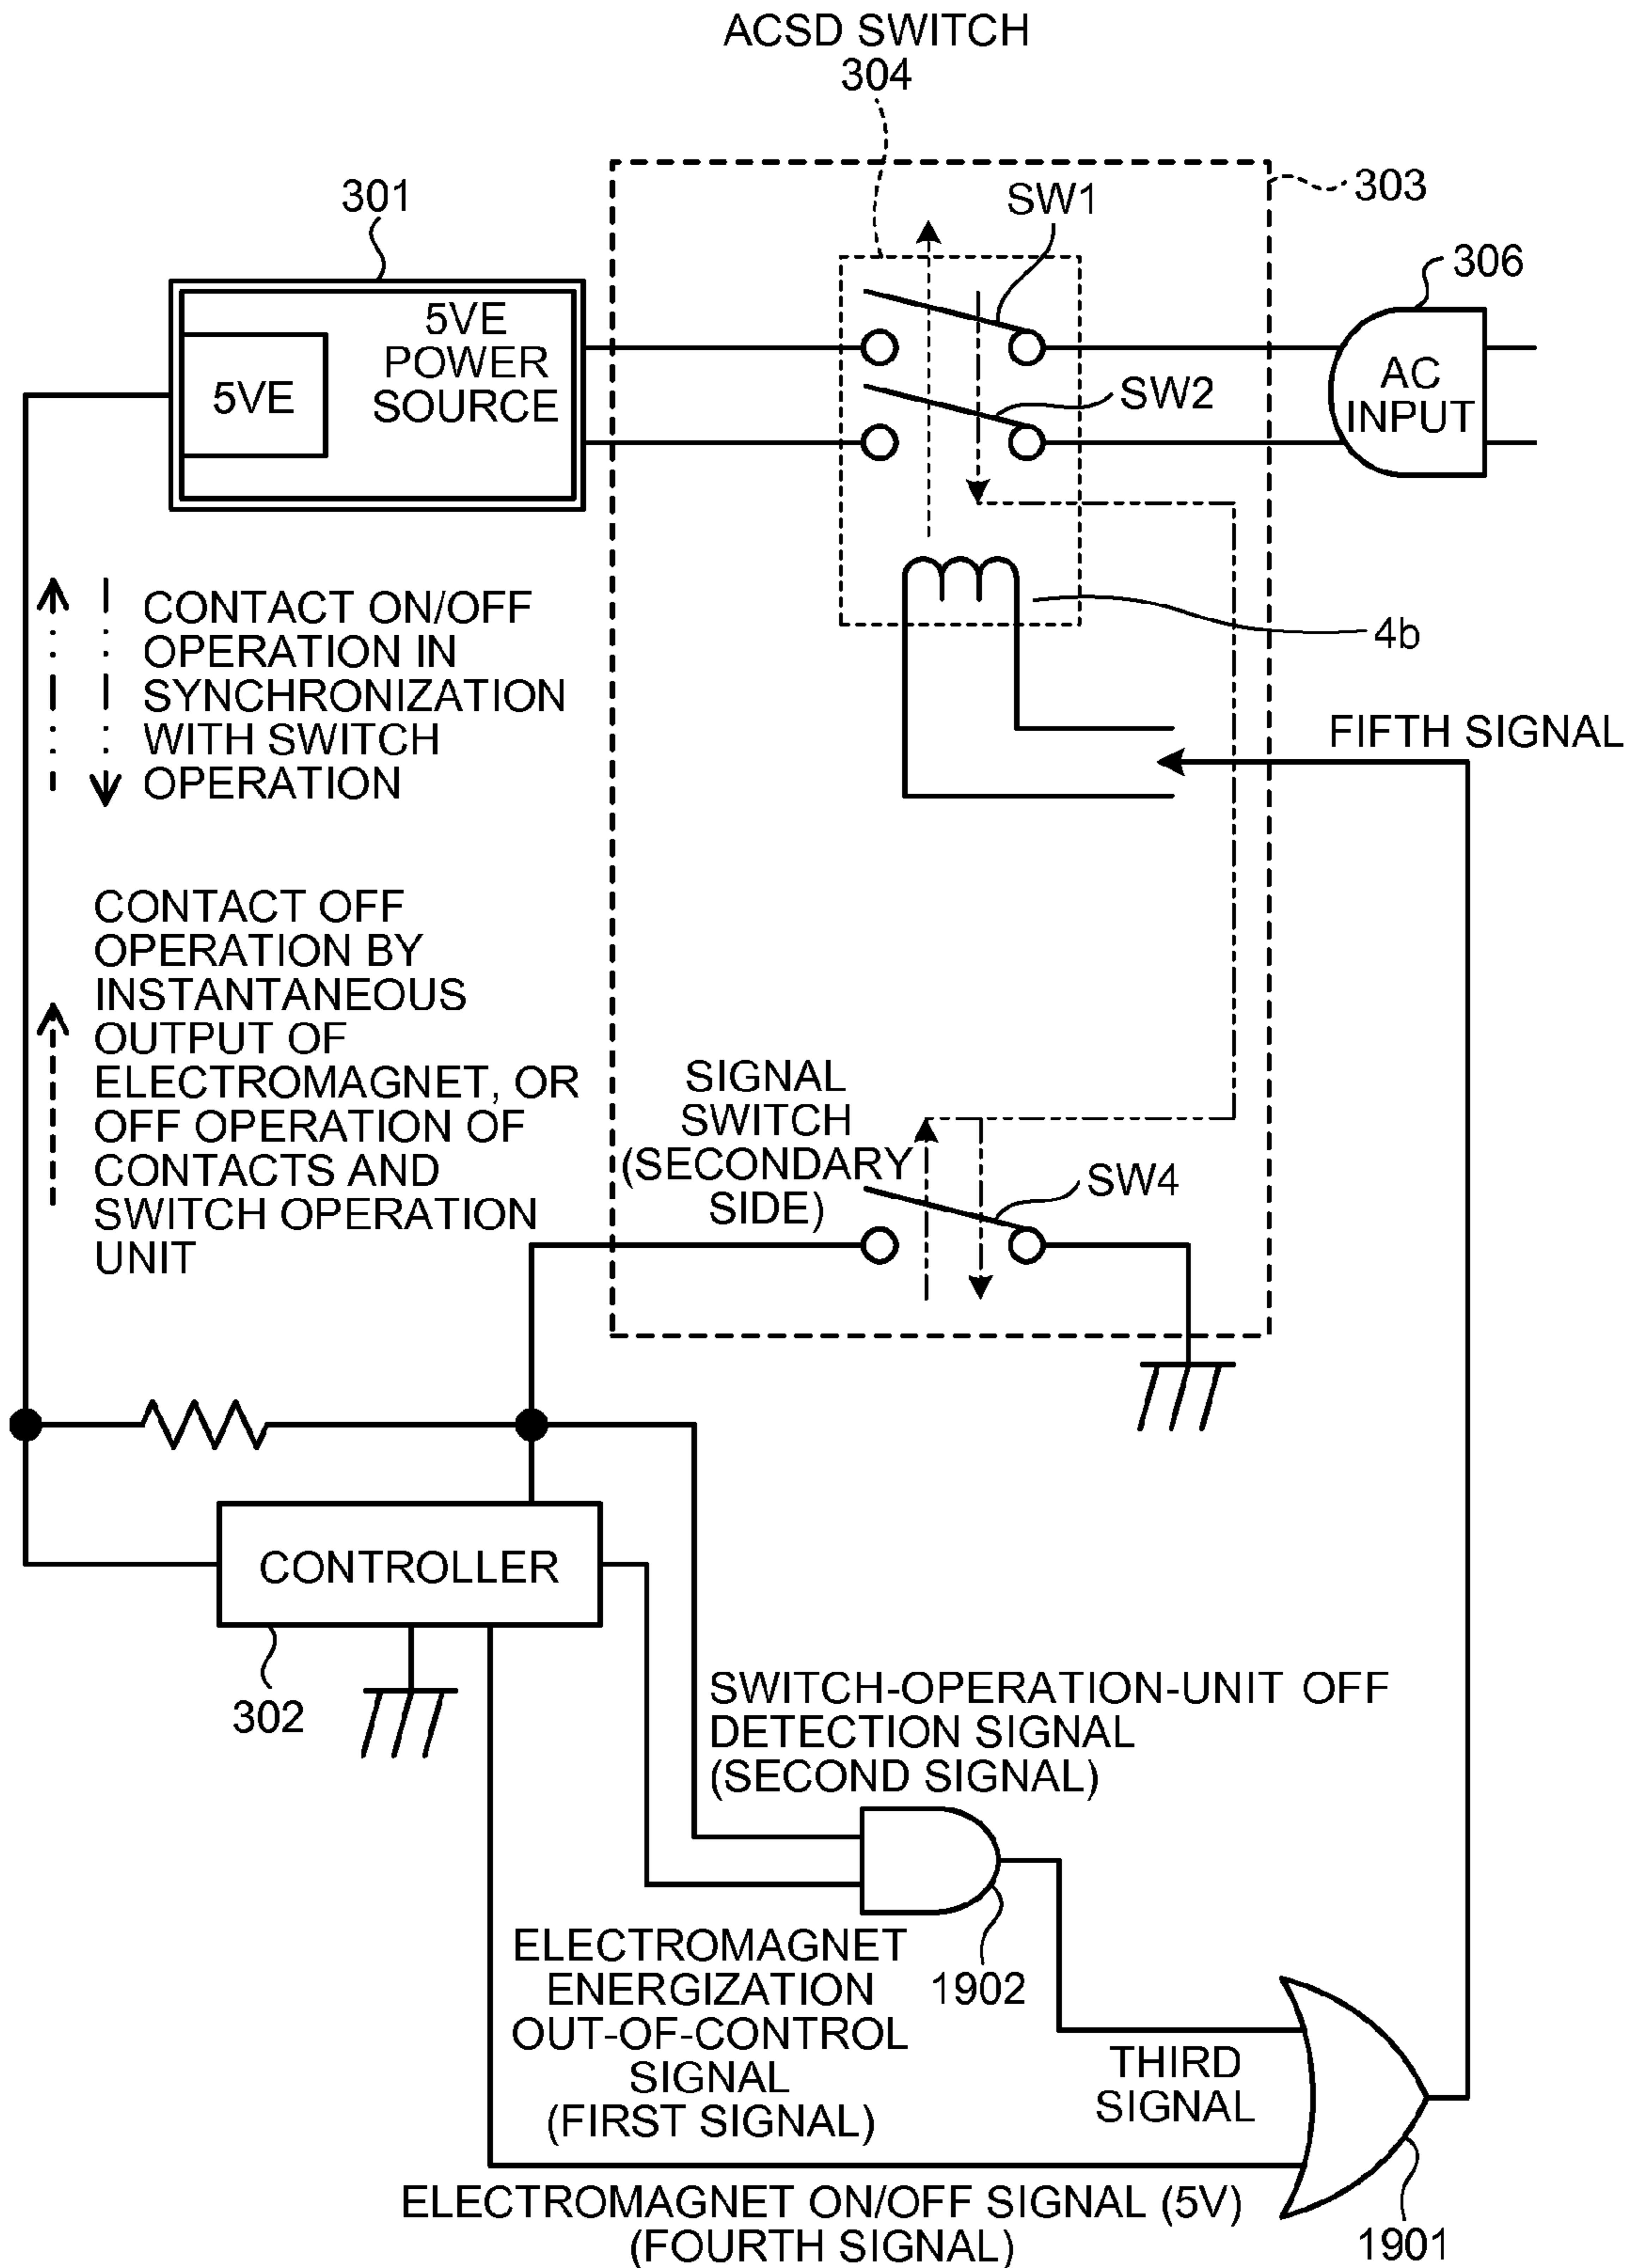 ACSD SWITCH
304
303
301
SW1
306
5VE
POWER
SOURCE
5VE
AC
INPUT
SW2
CONTACT ON/OFF
OPERATION IN
SYNCHRONIZATION
WITH SWITCH
OPERATION
4b
FIFTH SIGNAL
CONTACT OFF
OPERATION BY
INSTANTANEOUS
OUTPUT OF
ELECTROMAGNET, OR
OFF OPERATION OF
CONTACTS AND
SWITCH OPERATION
UNIT
SIGNAL
SWITCH
(SECONDARY
SIDE)
SW4
CONTROLLER
302
SWITCH-OPERATION-UNIT OFF
DETECTION SIGNAL
(SECOND SIGNAL)
1902
ELECTROMAGNET
ENERGIZATION
OUT-OF-CONTROL
SIGNAL
(FIRST SIGNAL)
THIRD
SIGNAL
ELECTROMAGNET ON/OFF SIGNAL (5V)
(FOURTH SIGNAL)
1901